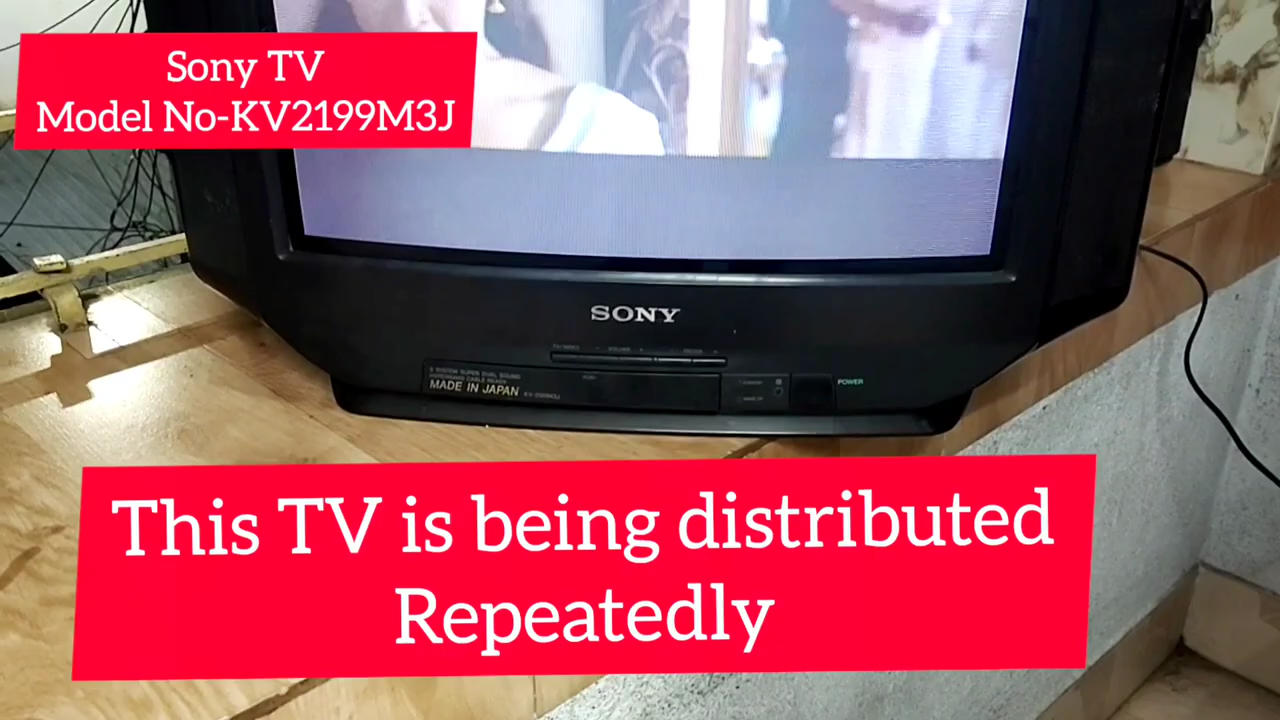 Sony TV
Model No-KV2199M3J
SONY
MADE IN JAPAN
POWER
This TV is being distributed
Repeatedly